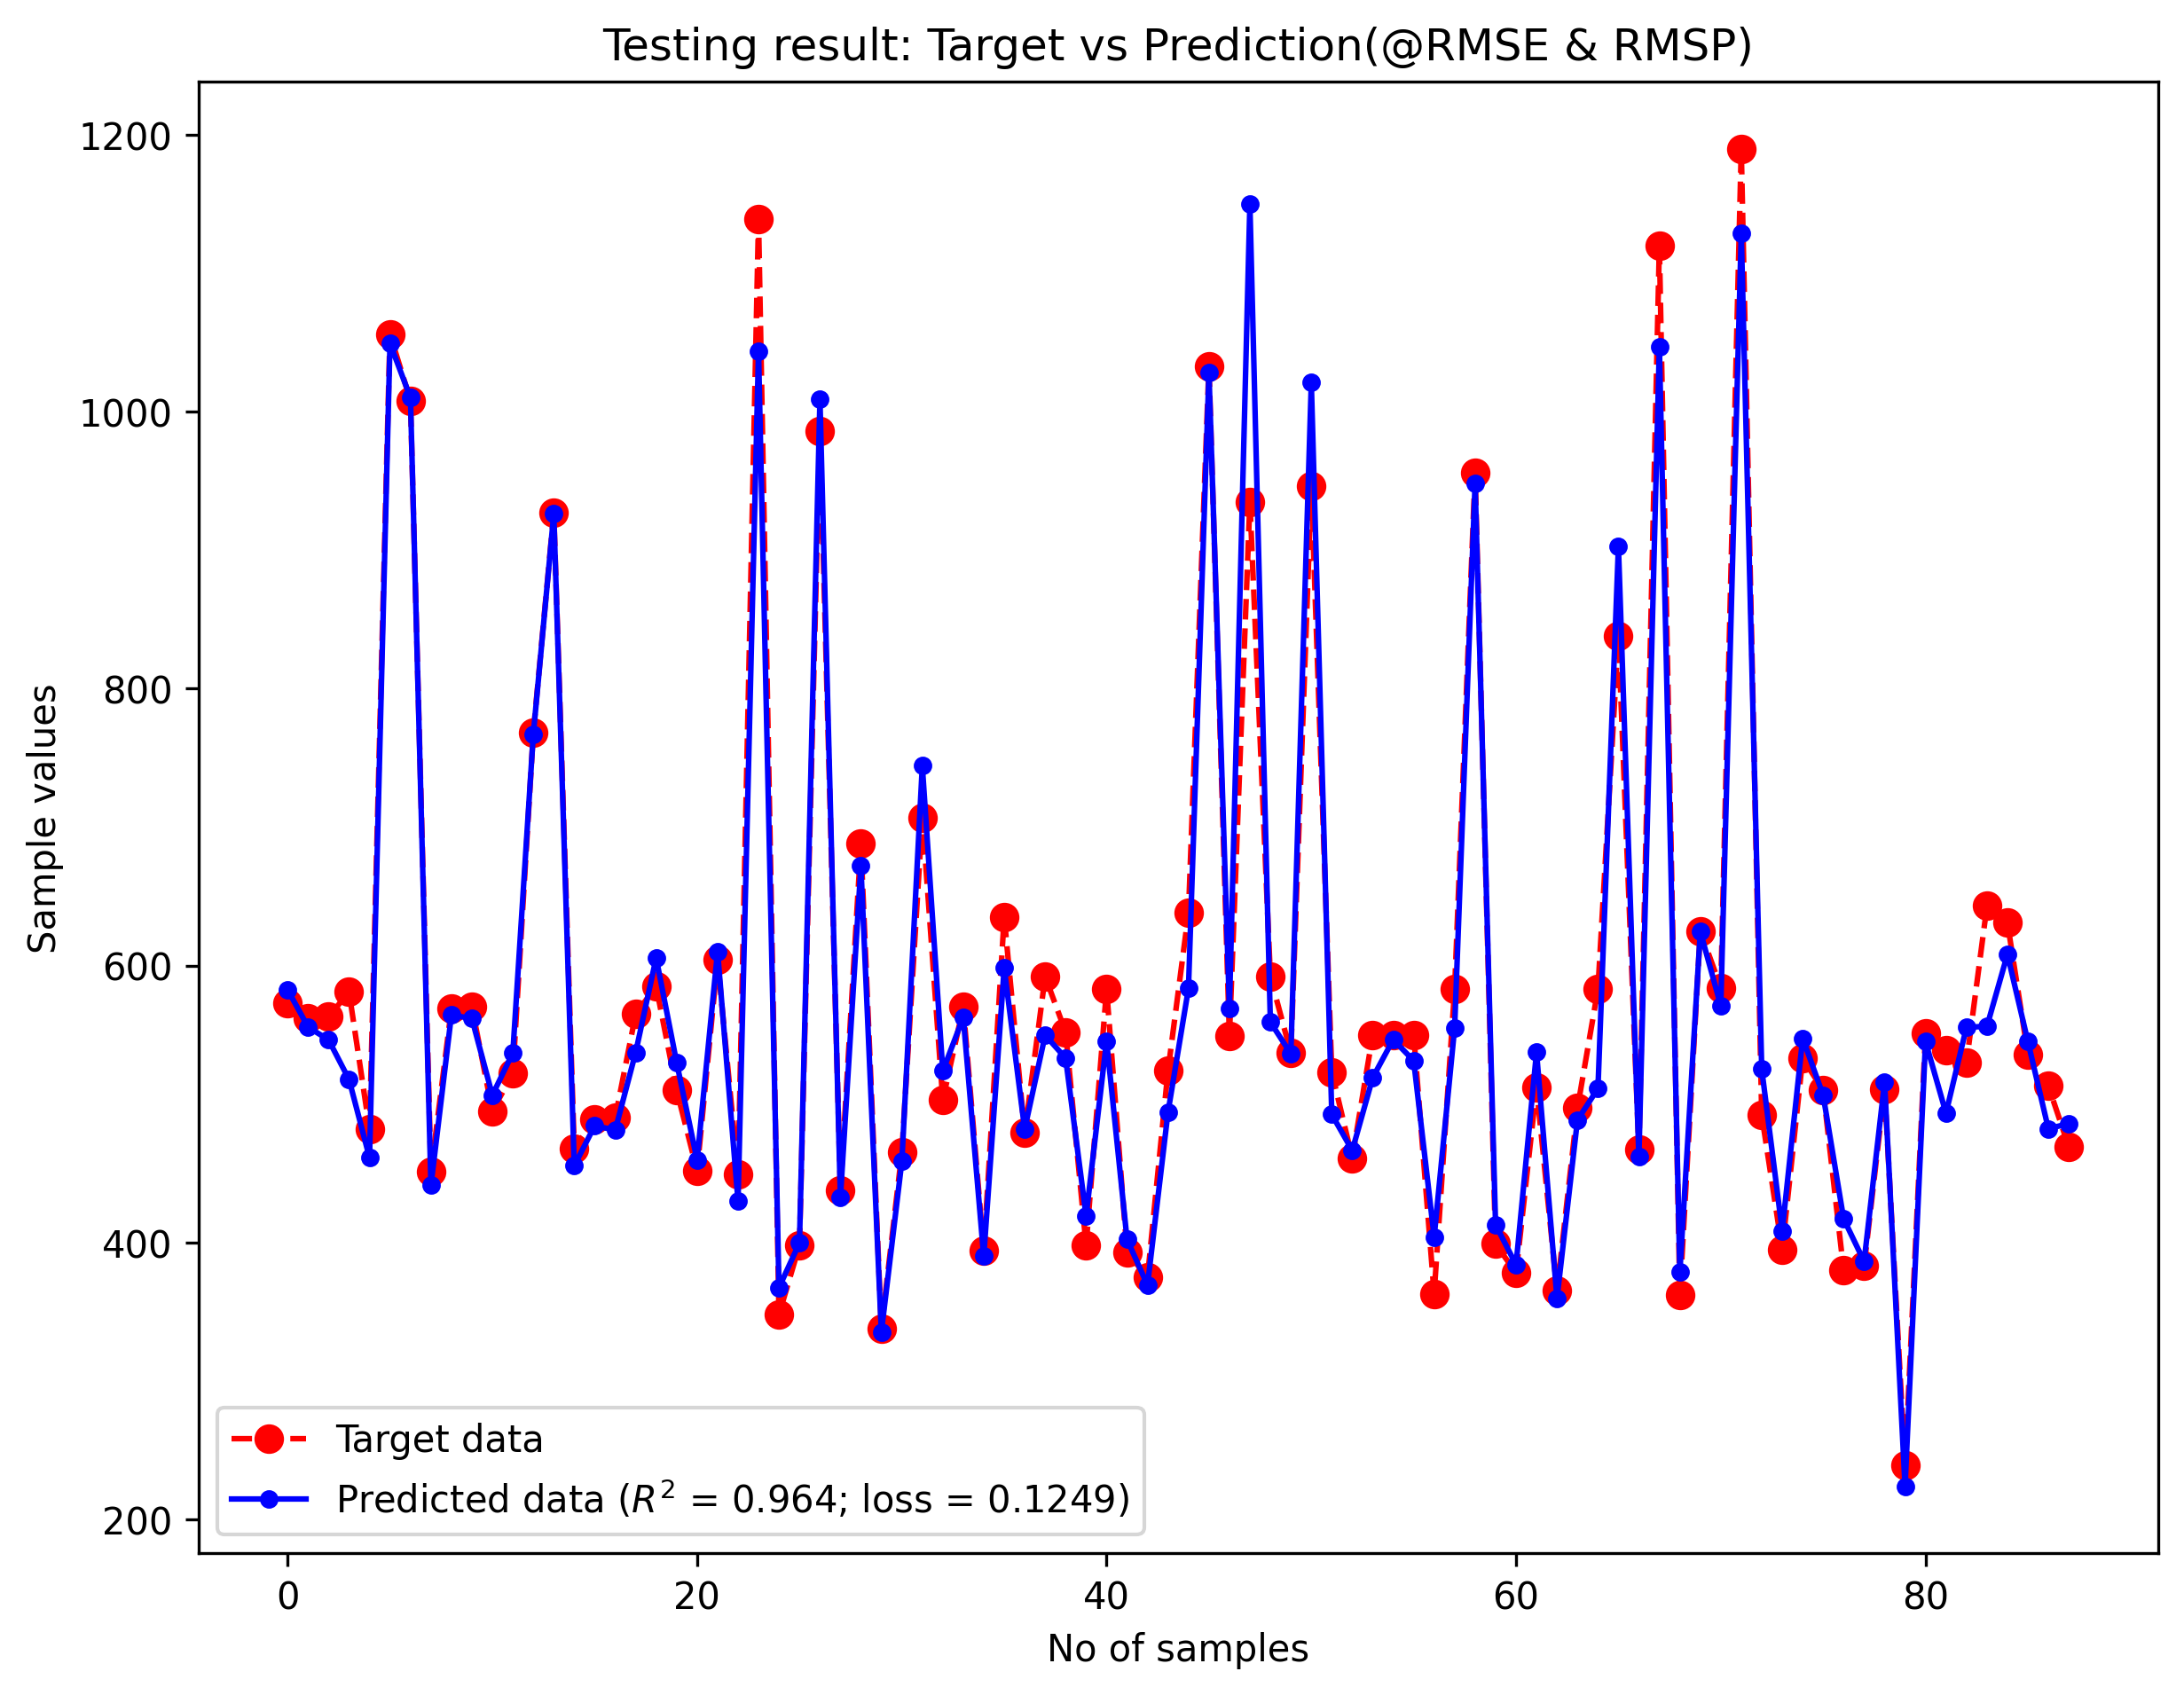 Testing result: Target vs Prediction(@RMSE & RMSP)
1200
1000
800
600
400
200
Sample values
Target data
Predicted data (R² = 0.964; loss = 0.1249)
0 20 40 60 80
No of samples